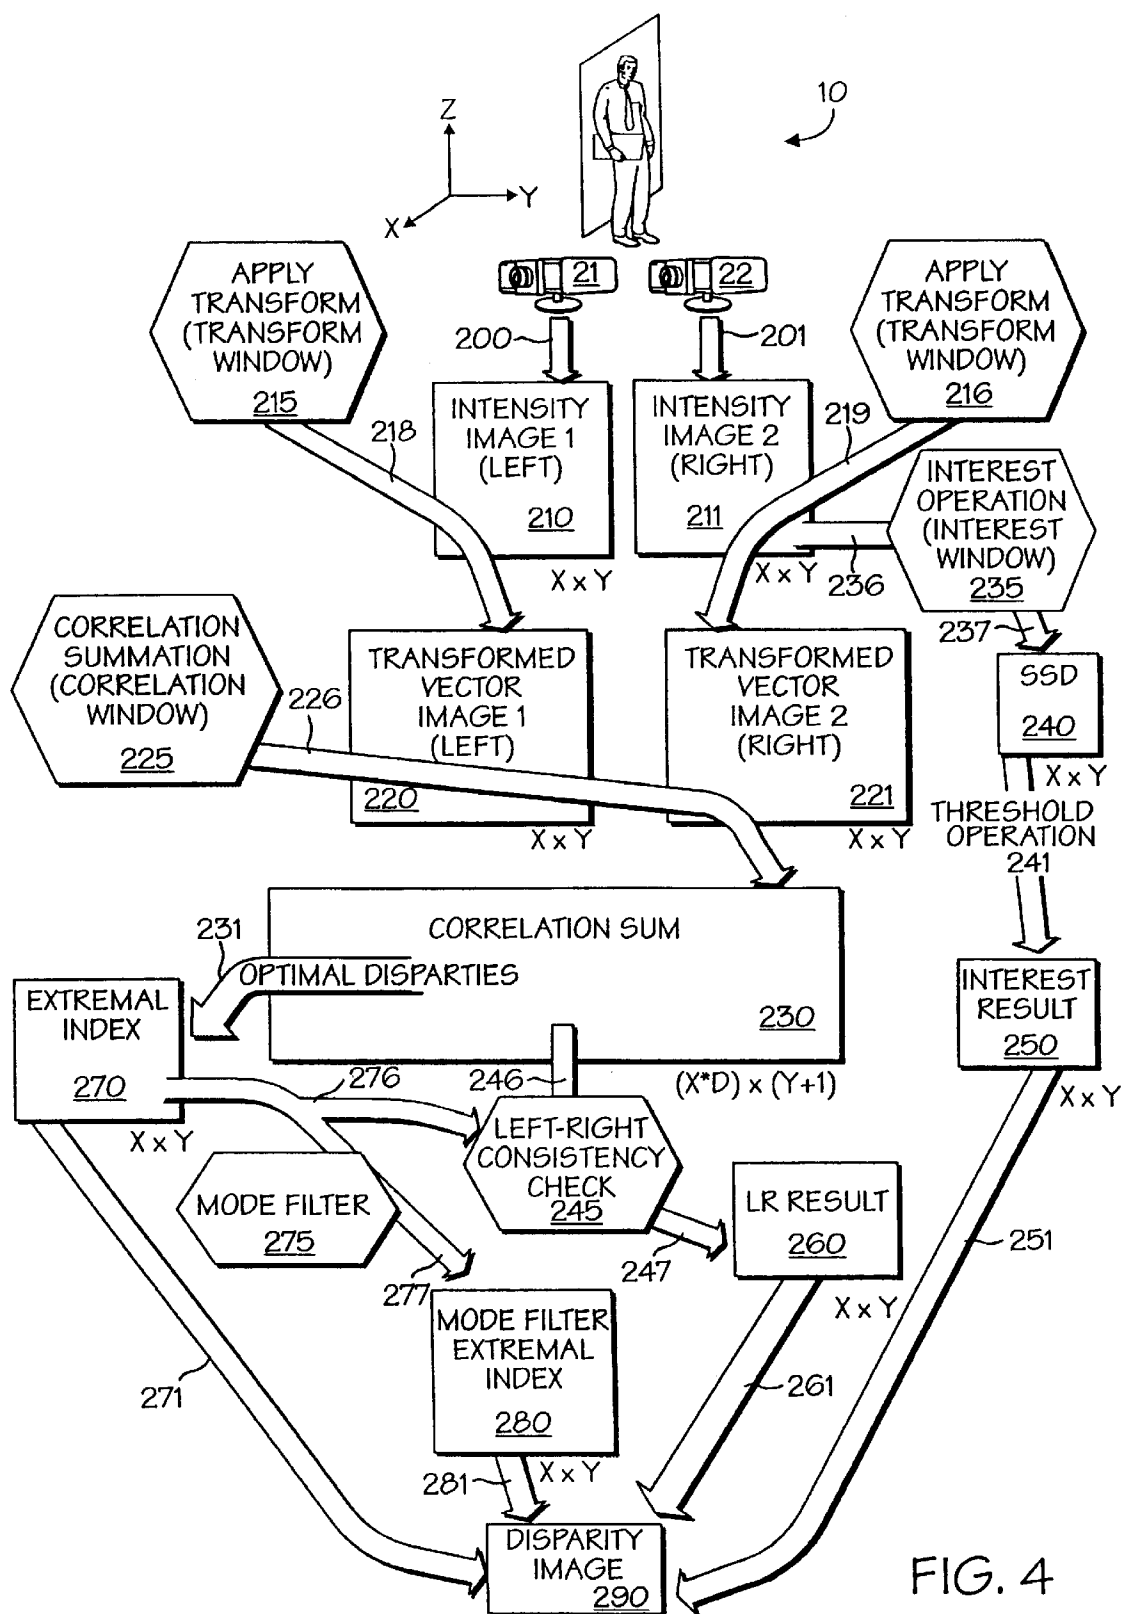 10
Z
Y
X
21
22
APPLY
TRANSFORM
(TRANSFORM
WINDOW)
215
APPLY
TRANSFORM
(TRANSFORM
WINDOW)
216
200
201
INTENSITY
IMAGE 1
(LEFT)
210
X x Y
INTENSITY
IMAGE 2
(RIGHT)
211
X x Y
218
219
INTEREST
OPERATION
(INTEREST
WINDOW)
235
236
237
CORRELATION
SUMMATION
(CORRELATION
WINDOW)
225
226
TRANSFORMED
VECTOR
IMAGE 1
(LEFT)
220
X x Y
TRANSFORMED
VECTOR
IMAGE 2
(RIGHT)
221
X x Y
SSD
240
X x Y
THRESHOLD
OPERATION
241
CORRELATION SUM
230
(X*D) x (Y+1)
231
OPTIMAL DISPARTIES
EXTREMAL
INDEX
270
X x Y
INTEREST
RESULT
250
X x Y
276
246
LEFT-RIGHT
CONSISTENCY
CHECK
245
MODE FILTER
275
LR RESULT
260
X x Y
247
277
251
MODE FILTER
EXTREMAL
INDEX
280
X x Y
271
261
281
DISPARITY
IMAGE
290
FIG. 4